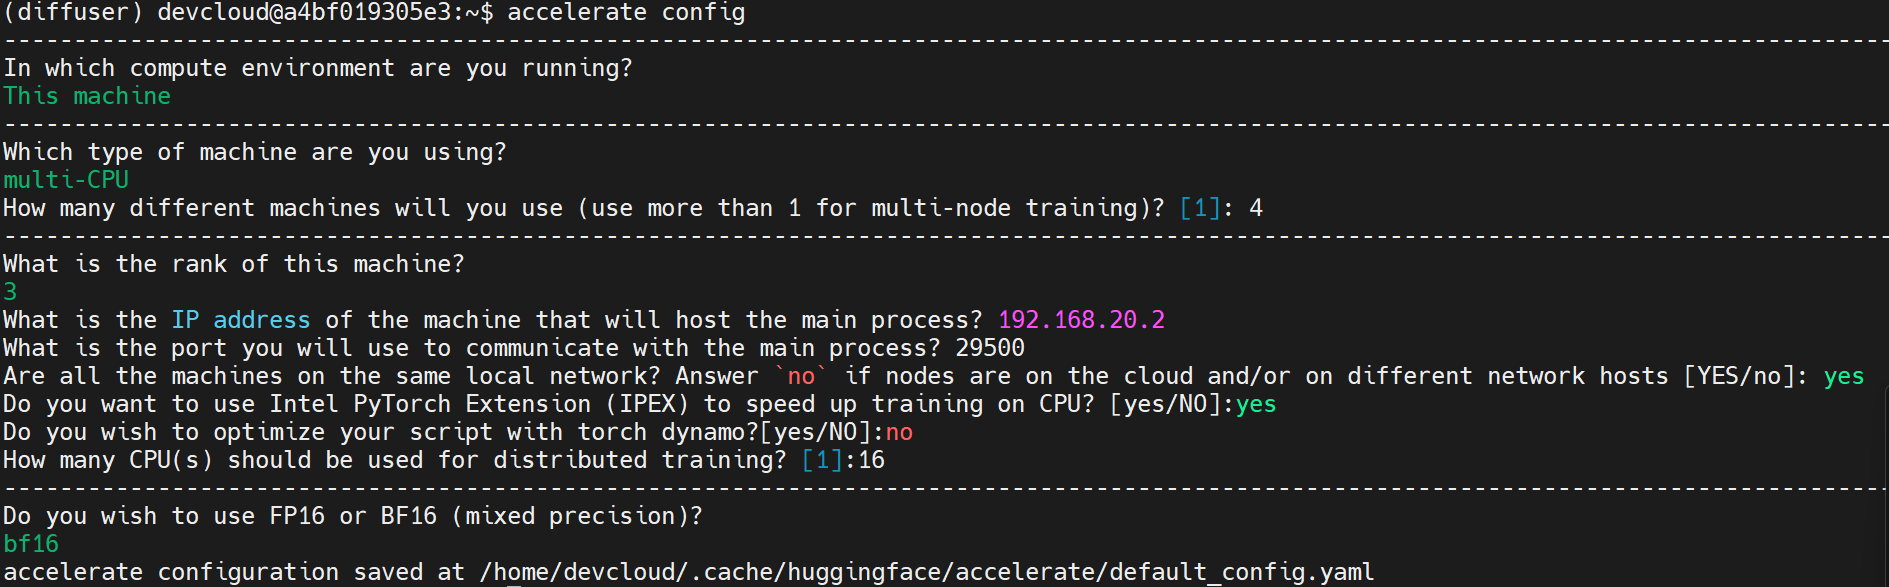 (diffuser) devcloud@a4bf019305e3:~$ accelerate config
In which compute environment are you running?
This machine
Which type of machine are you using?
multi-CPU
How many different machines will you use (use more than 1 for multi-node training)? [1]: 4
What is the rank of this machine?
3
What is the IP address of the machine that will host the main process? 192.168.20.2
What is the port you will use to communicate with the main process? 29500
Are all the machines on the same local network? Answer `no` if nodes are on the cloud and/or on different network hosts [YES/no]: yes
Do you want to use Intel PyTorch Extension (IPEX) to speed up training on CPU? [yes/NO]:yes
Do you wish to optimize your script with torch dynamo?[yes/NO]:no
How many CPU(s) should be used for distributed training? [1]:16
Do you wish to use FP16 or BF16 (mixed precision)?
bf16
accelerate configuration saved at /home/devcloud/.cache/huggingface/accelerate/default_config.yaml